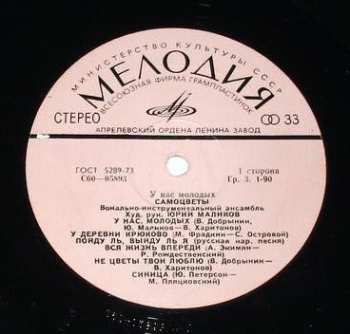 МИНИСТЕРСТВО КУЛЬТУРЫ СССР
МЕЛОДИЯ
ВСЕСОЮЗНАЯ ФИРМА ГРАМПЛАСТИНОК
СТЕРЕО
33
АПРЕЛЕВСКИЙ ОРДЕНА ЛЕНИНА ЗАВОД
ГОСТ 5289-73
С60—05893
1 сторона
Гр. 3. 1-90
У нас молодых
САМОЦВЕТЫ
Вокально-инструментальный ансамбль
Худ. рук. ЮРИЙ МАЛИКОВ
У НАС, МОЛОДЫХ (В. Добрынин,
Ю. Маликов— В. Харитонов)
У ДЕРЕВНИ КРЮКОВО (М. Фрадкин— С. Островой)
ПОЙДУ ЛЬ, ВЫЙДУ ЛЬ Я (русская нар. песня)
ВСЯ ЖИЗНЬ ВПЕРЕДИ (А. Экимян—
Р. Рождественский)
НЕ ЦВЕТЫ ТВОИ ЛЮБЛЮ (В. Добрынин—
В. Харитонов)
СИНИЦА (Ю. Петерсон—
М. Пляцковский)